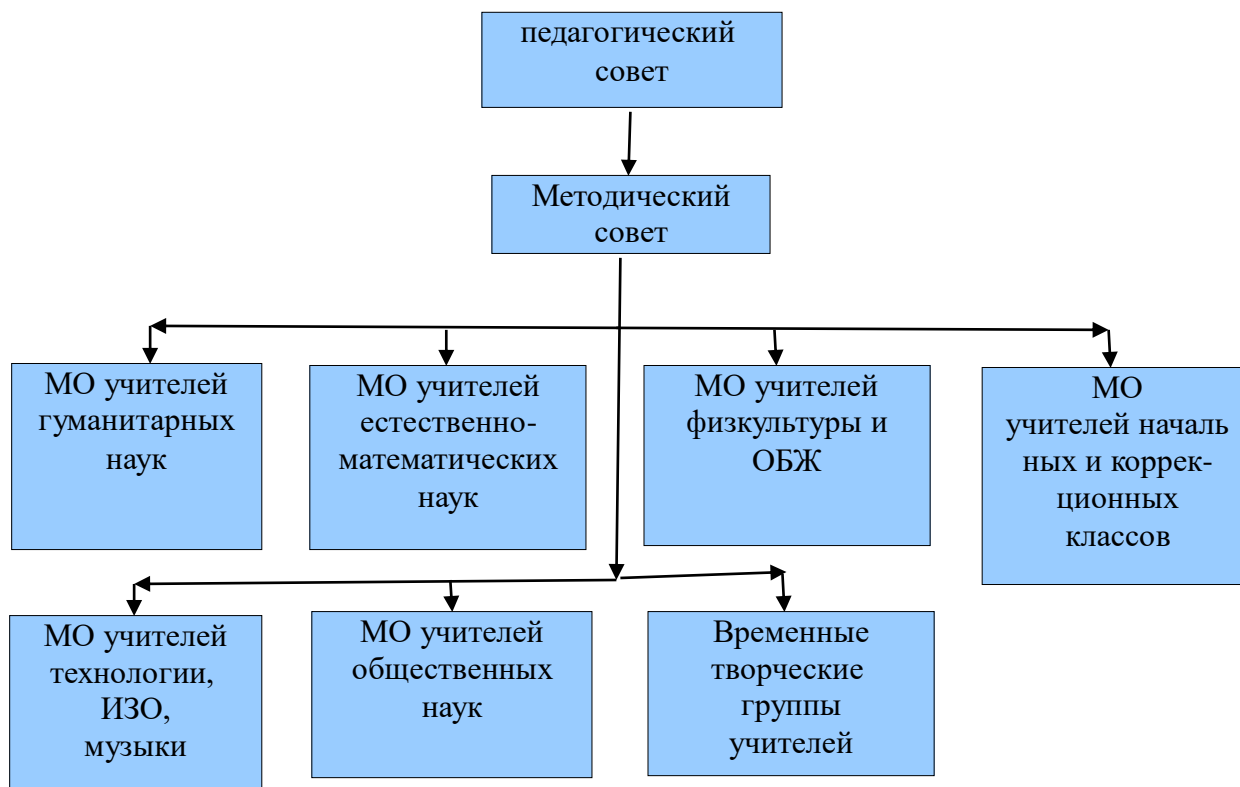 педагогический
совет
Методический
совет
МО учителей
гуманитарных
наук
МО учителей
естественно-
математических
наук
МО учителей
физкультуры и
ОБЖ
МО
учителей началь
ных и коррек-
ционных
классов
МО учителей
технологии,
ИЗО,
музыки
МО учителей
общественных
наук
Временные
творческие
группы
учителей